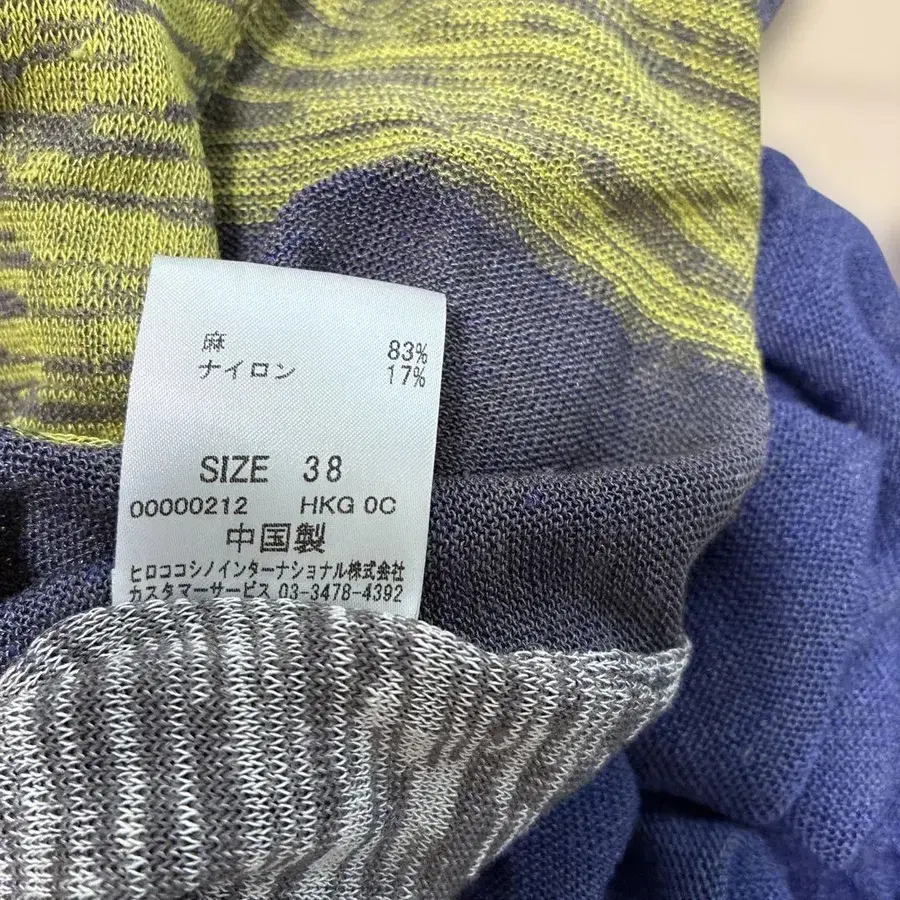 麻 83%
ナイロン 17%
SIZE 38
00000212 HKG 0C
中国製
ヒロココシノインターナショナル株式会社
カスタマーサービス 03-3478-4392